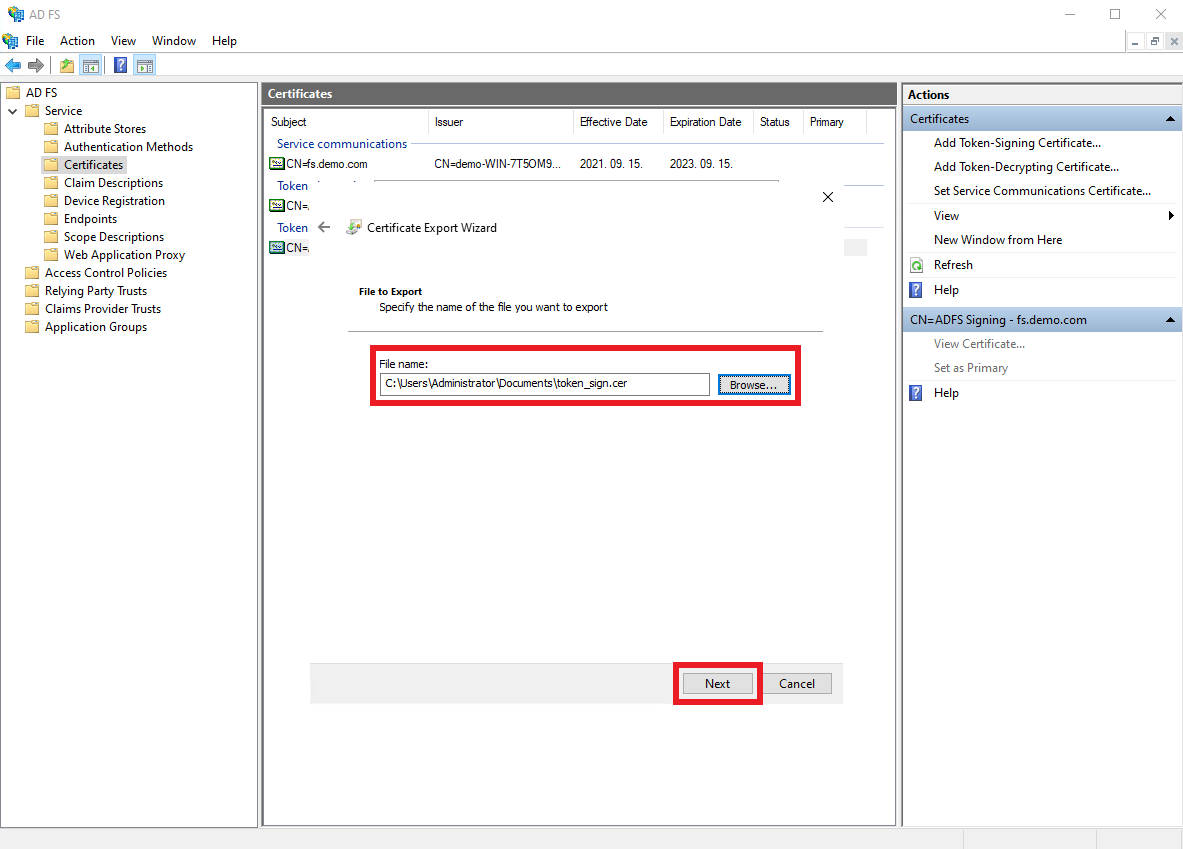 AD FS
File Action View Window Help
AD FS
Service
Attribute Stores
Authentication Methods
Certificates
Claim Descriptions
Device Registration
Endpoints
Scope Descriptions
Web Application Proxy
Access Control Policies
Relying Party Trusts
Claims Provider Trusts
Application Groups
Certificates
Subject Issuer Effective Date Expiration Date Status Primary
Service communications
CN=fs.demo.com CN=demo-WIN-7T5OM9... 2021. 09. 15. 2023. 09. 15.
Token
CN=
Token
CN=
Certificate Export Wizard
File to Export
Specify the name of the file you want to export
File name:
C:\Users\Administrator\Documents\token_sign.cer
Browse...
Next Cancel
Actions
Certificates
Add Token-Signing Certificate...
Add Token-Decrypting Certificate...
Set Service Communications Certificate...
View
New Window from Here
Refresh
Help
CN=ADFS Signing - fs.demo.com
View Certificate...
Set as Primary
Help